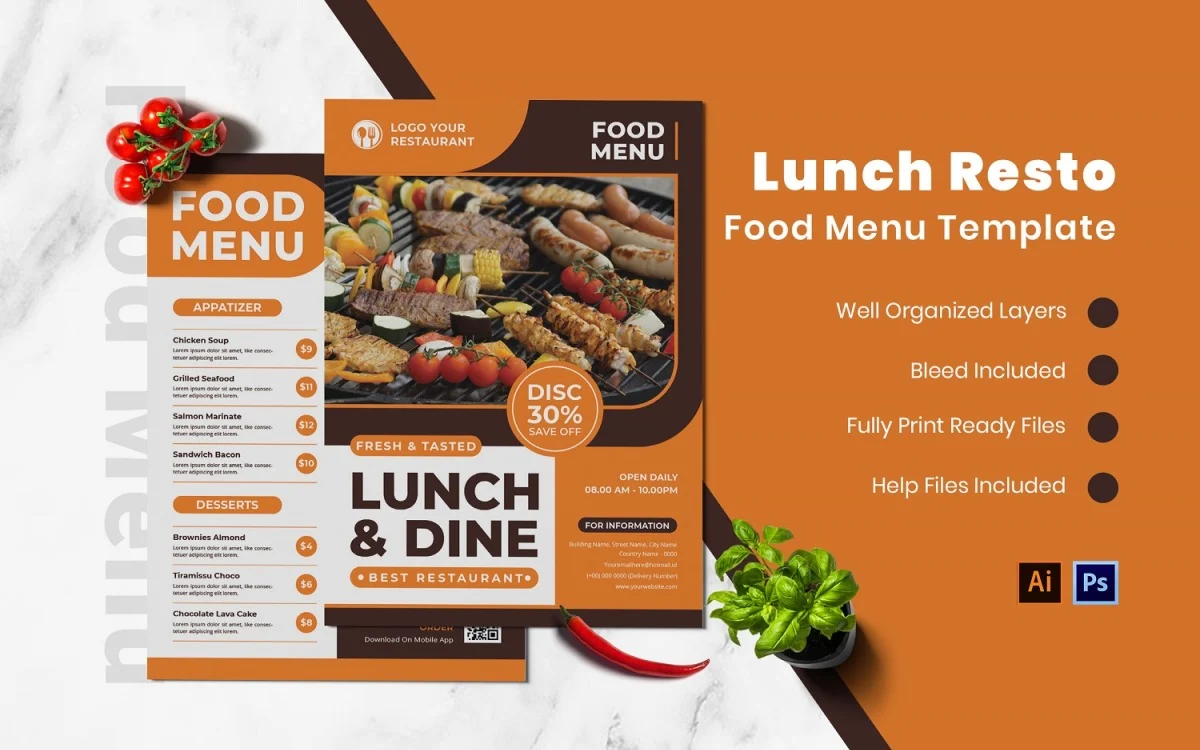 Food Menu
FOOD
MENU
APPATIZER
Chicken Soup
Lorem ipsum dolor sit amet, like consec-
tetuer adipiscing elit lorem.
$9
Grilled Seafood
Lorem ipsum dolor sit amet, like consec-
tetuer adipiscing elit lorem.
$11
Salmon Marinate
Lorem ipsum dolor sit amet, like consec-
tetuer adipiscing elit lorem.
$12
Sandwich Bacon
Lorem ipsum dolor sit amet, like consec-
tetuer adipiscing elit lorem.
$10
DESSERTS
Brownies Almond
Lorem ipsum dolor sit amet, like consec-
tetuer adipiscing elit lorem.
$4
Tiramissu Choco
Lorem ipsum dolor sit amet, like consec-
tetuer adipiscing elit lorem.
$6
Chocolate Lava Cake
Lorem ipsum dolor sit amet, like consec-
tetuer adipiscing elit lorem.
$8
ORDER
Download On Mobile App
LOGO YOUR
RESTAURANT
FOOD
MENU
DISC
30%
SAVE OFF
FRESH & TASTED
LUNCH
& DINE
• BEST RESTAURANT•
OPEN DAILY
08.00 AM - 10.00PM
FOR INFORMATION
Building Name, Street Name, City Name
Country Name - 0000
Youremailhere@hotmail.id
(+00) 000 0000 (Delivery Number)
www.yourwebsite.com
Lunch Resto
Food Menu Template
Well Organized Layers
Bleed Included
Fully Print Ready Files
Help Files Included
Ai
Ps